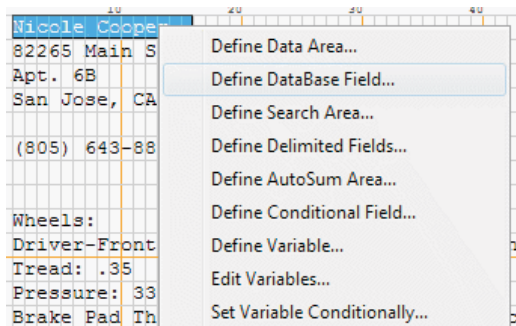 10 20 30 40
Nicole Cooper
82265 Main S
Apt. 6B
San Jose, CA
(805) 643-88
Wheels:
Driver-Front
Tread: .35
Pressure: 33
Brake Pad Th
Define Data Area...
Define DataBase Field...
Define Search Area...
Define Delimited Fields...
Define AutoSum Area...
Define Conditional Field...
Define Variable...
Edit Variables...
Set Variable Conditionally...